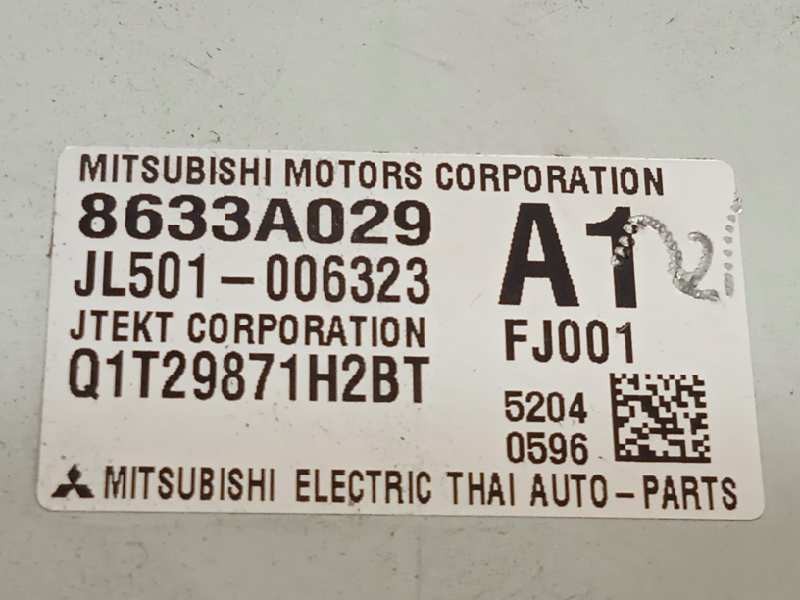 MITSUBISHI MOTORS CORPORATION
8633A029 A1
JL501-006323
JTEKT CORPORATION FJ001
Q1T29871H2BT
5204
0596
MITSUBISHI ELECTRIC THAI AUTO-PARTS